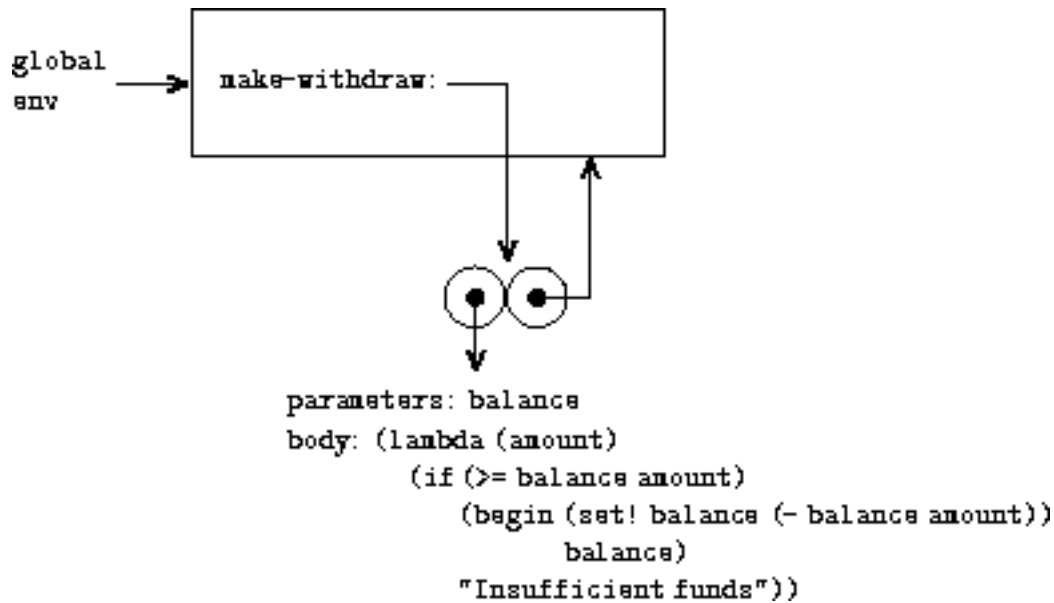 global
env
make-withdraw:
parameters: balance
body: (lambda (amount)
(if (>= balance amount)
(begin (set! balance (- balance amount))
balance)
"Insufficient funds"))